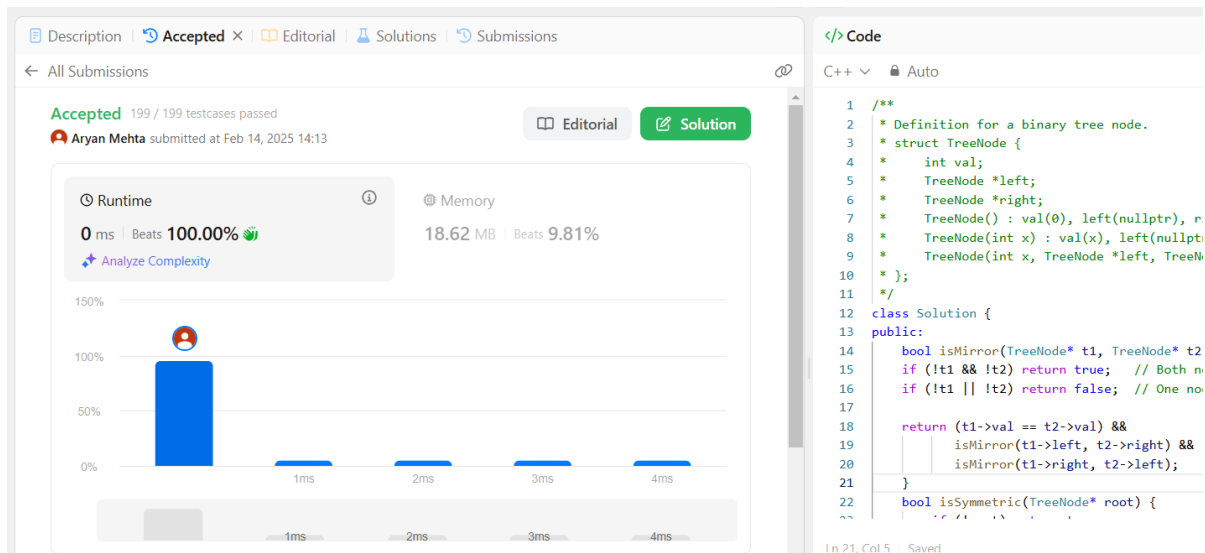 Description Accepted × Editorial Solutions Submissions
← All Submissions
Accepted 199 / 199 testcases passed
Aryan Mehta submitted at Feb 14, 2025 14:13
Editorial
Solution
Runtime
0 ms Beats 100.00%
Analyze Complexity
Memory
18.62 MB Beats 9.81%
150%
100%
50%
0%
1ms 2ms 3ms 4ms
1ms 2ms 3ms 4ms
</> Code
C++ Auto
1 /**
2 * Definition for a binary tree node.
3 * struct TreeNode {
4 * int val;
5 * TreeNode *left;
6 * TreeNode *right;
7 * TreeNode() : val(0), left(nullptr),
8 * TreeNode(int x) : val(x),
9 * TreeNode(int x, TreeNode *left,
10 * };
11 */
12 class Solution {
13 public:
14 bool isMirror(TreeNode* t1, TreeNode* t2
15 if (!t1 && !t2) return true; // Both
16 if (!t1 || !t2) return false; // One
17
18 return (t1->val == t2->val) &&
19 isMirror(t1->left, t2->right) &&
20 isMirror(t1->right, t2->left);
21 }
22 bool isSymmetric(TreeNode* root) {
Ln 21, Col 5 Saved